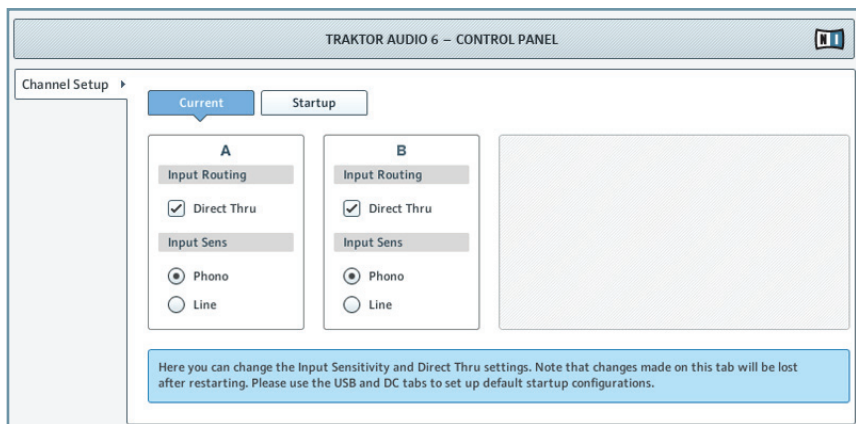 TRAKTOR AUDIO 6 – CONTROL PANEL
NI
Channel Setup
Current
Startup
A
Input Routing
Direct Thru
Input Sens
Phono
Line
B
Input Routing
Direct Thru
Input Sens
Phono
Line
Here you can change the Input Sensitivity and Direct Thru settings. Note that changes made on this tab will be lost
after restarting. Please use the USB and DC tabs to set up default startup configurations.